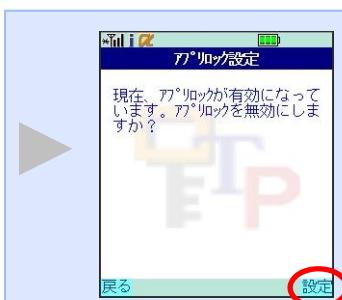 i α
ｱﾌﾟﾘﾛｯｸ設定
現在、ｱﾌﾟﾘﾛｯｸが有効になって
います。ｱﾌﾟﾘﾛｯｸを無効にしま
すか？
TP
戻る
設定